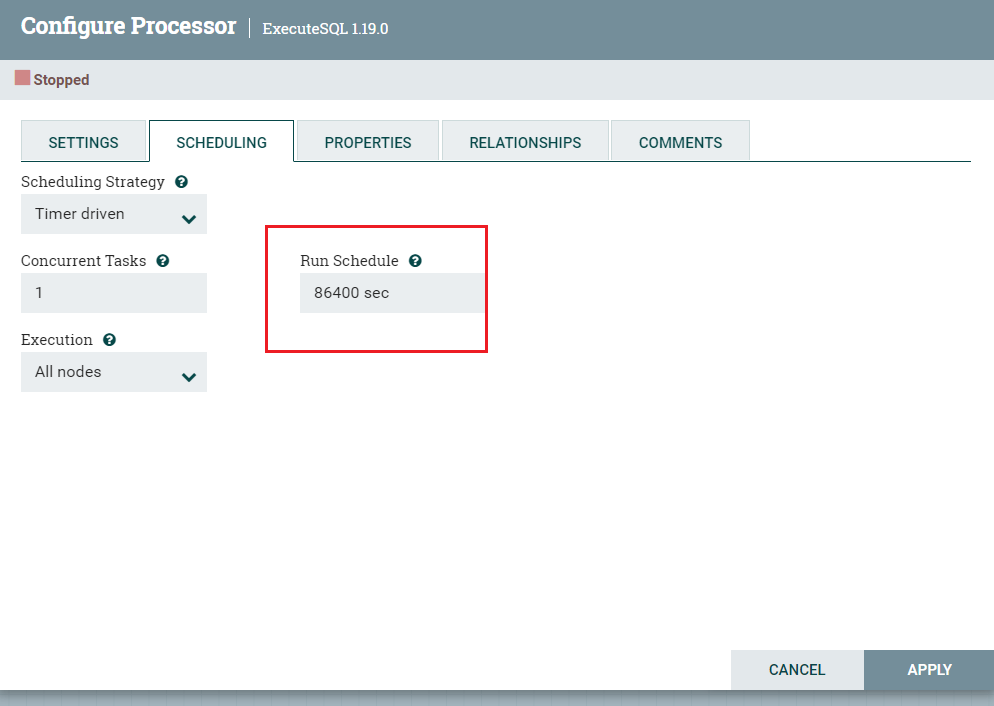 Configure Processor | ExecuteSQL 1.19.0
Stopped
SETTINGS SCHEDULING PROPERTIES RELATIONSHIPS COMMENTS
Scheduling Strategy ?
Timer driven
Concurrent Tasks ? Run Schedule ?
1 86400 sec
Execution ?
All nodes
CANCEL APPLY